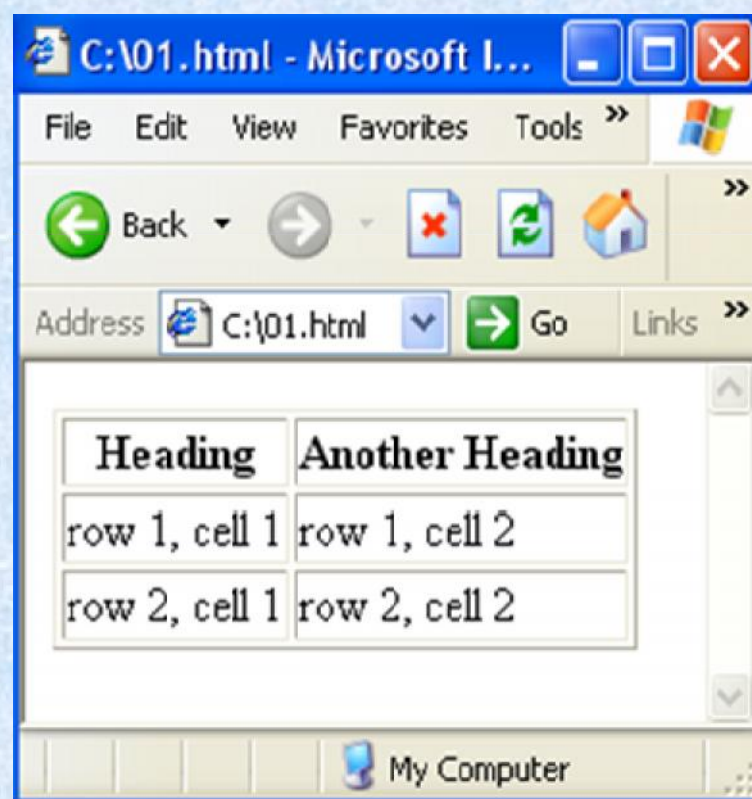 C:\01.html - Microsoft I...
File Edit View Favorites Tools »
Back »
Address C:\01.html Go Links »
Heading Another Heading
row 1, cell 1 row 1, cell 2
row 2, cell 1 row 2, cell 2
My Computer